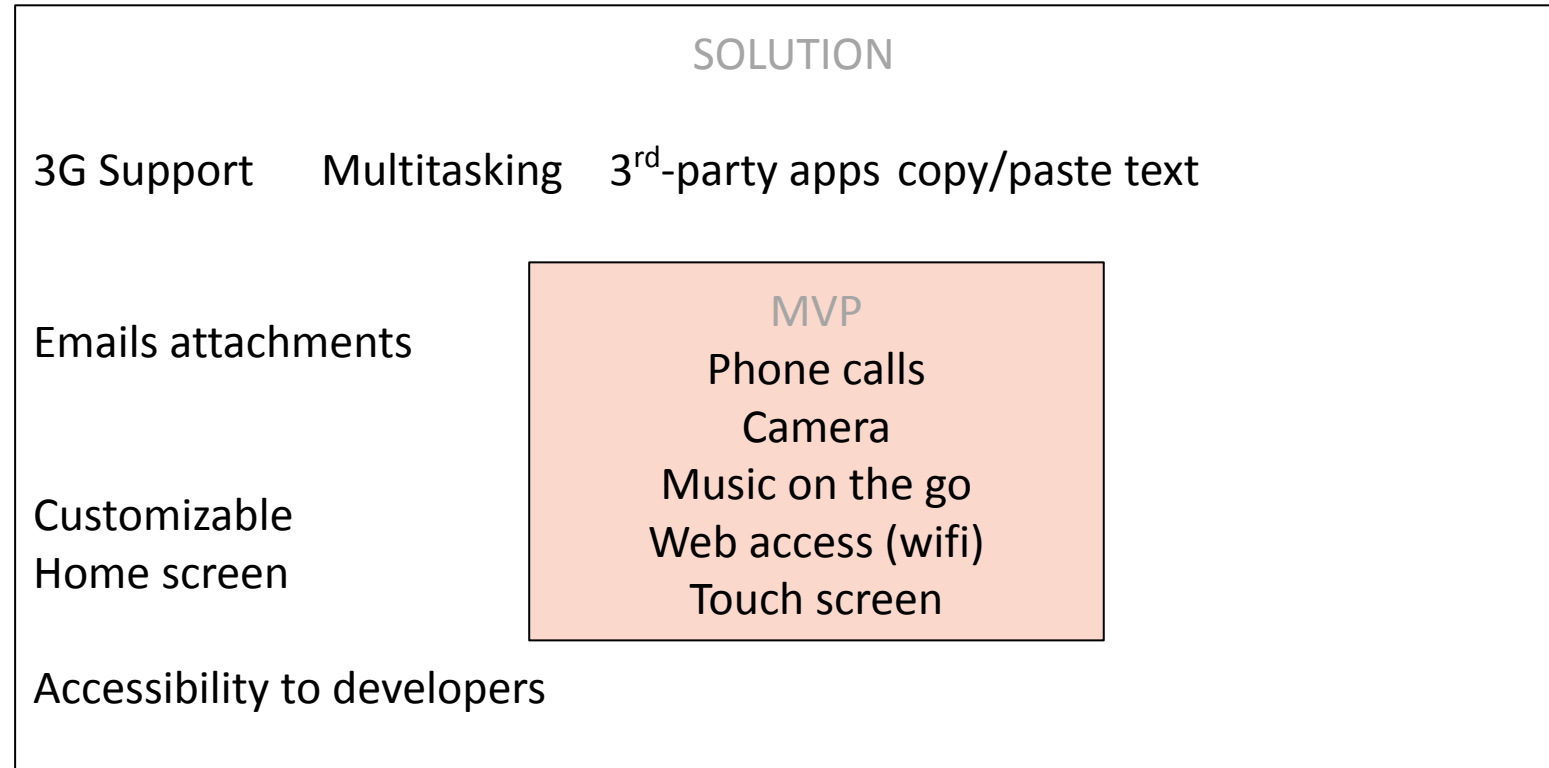 SOLUTION
3G Support Multitasking 3rd-party apps copy/paste text
Emails attachments
MVP
Phone calls
Camera
Music on the go
Web access (wifi)
Touch screen
Customizable
Home screen
Accessibility to developers